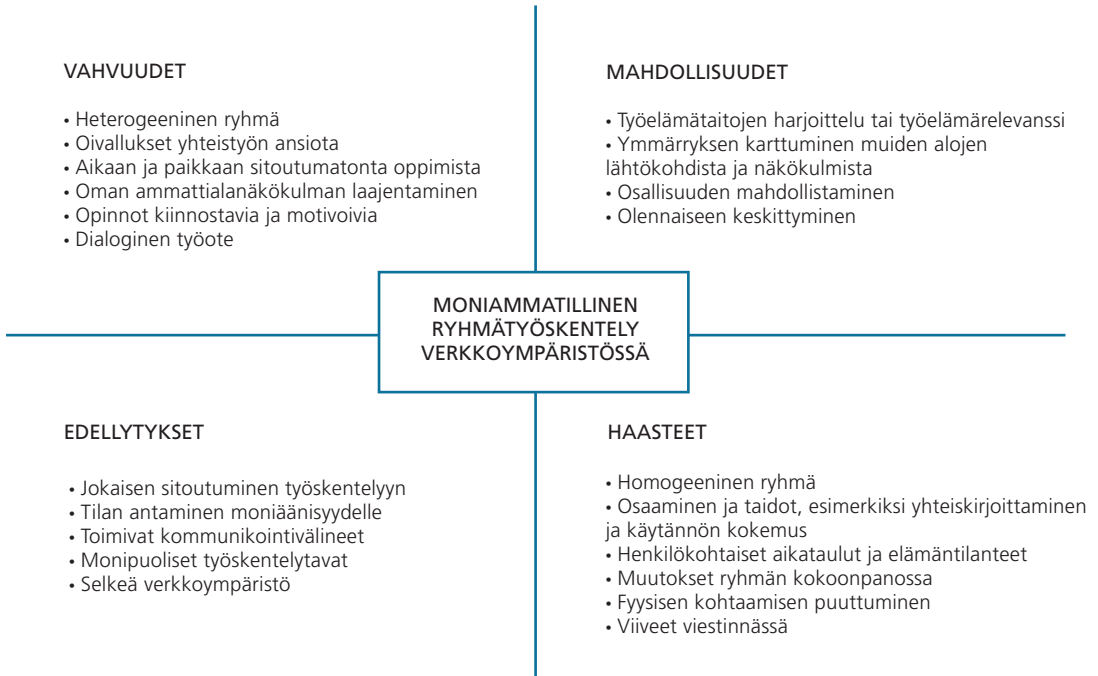 VAHVUUDET
• Heterogeeninen ryhmä
• Oivallukset yhteistyön ansiota
• Aikaan ja paikkaan sitoutumatonta oppimista
• Oman ammattialanäkökulman laajentaminen
• Opinnot kiinnostavia ja motivoivia
• Dialoginen työote
MAHDOLLISUUDET
• Työelämätaitojen harjoittelu tai työelämärelevanssi
• Ymmärryksen karttuminen muiden alojen
lähtökohdista ja näkökulmista
• Osallisuuden mahdollistaminen
• Olennaiseen keskittyminen
MONIAMMATILLINEN
RYHMÄTYÖSKENTELY
VERKKOYMPÄRISTÖSSÄ
EDELLYTYKSET
• Jokaisen sitoutuminen työskentelyyn
• Tilan antaminen moniäänisyydelle
• Toimivat kommunikointivälineet
• Monipuoliset työskentelytavat
• Selkeä verkkoympäristö
HAASTEET
• Homogeeninen ryhmä
• Osaaminen ja taidot, esimerkiksi yhteiskirjoittaminen
ja käytännön kokemus
• Henkilökohtaiset aikataulut ja elämäntilanteet
• Muutokset ryhmän kokoonpanossa
• Fyysisen kohtaamisen puuttuminen
• Viiveet viestinnässä